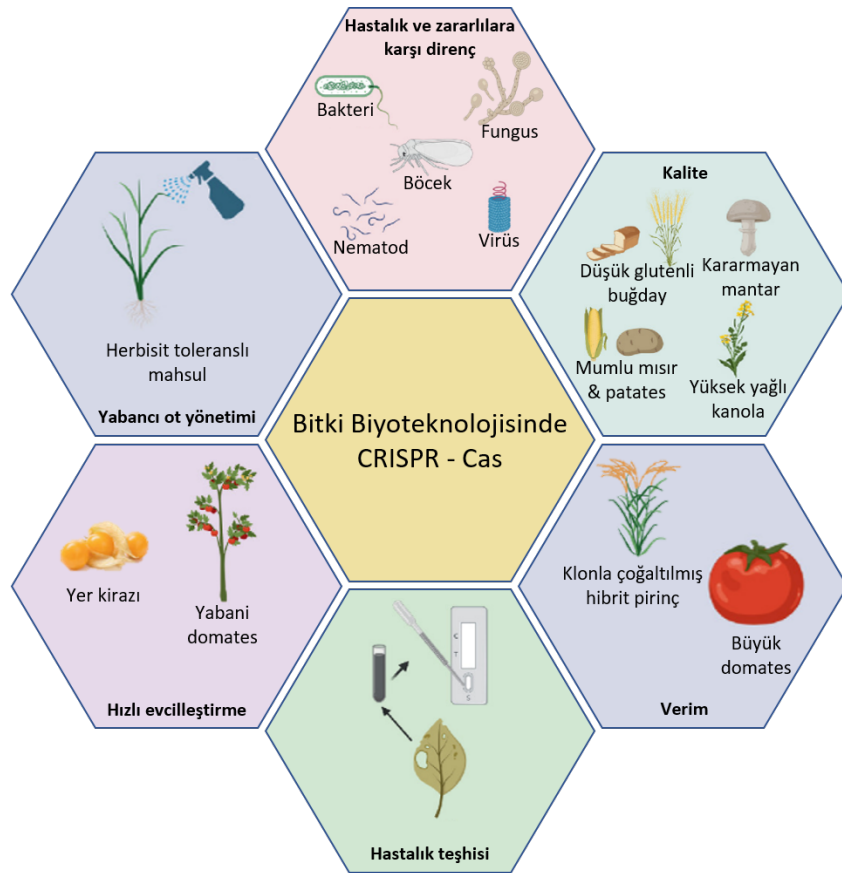 Hastalık ve zararlılara
karşı direnç
Bakteri
Fungus
Böcek
Nematod
Virüs
Kalite
Düşük glutenli
buğday
Kararmayan
mantar
Mumlu mısır
& patates
Yüksek yağlı
kanola
Herbisit toleranslı
mahsul
Yabancı ot yönetimi
Bitki Biyoteknolojisinde
CRISPR - Cas
Yer kirazı
Yabani
domates
Hızlı evcilleştirme
Klonla çoğaltılmış
hibrit pirinç
Büyük
domates
Verim
C
T
S
Hastalık teşhisi